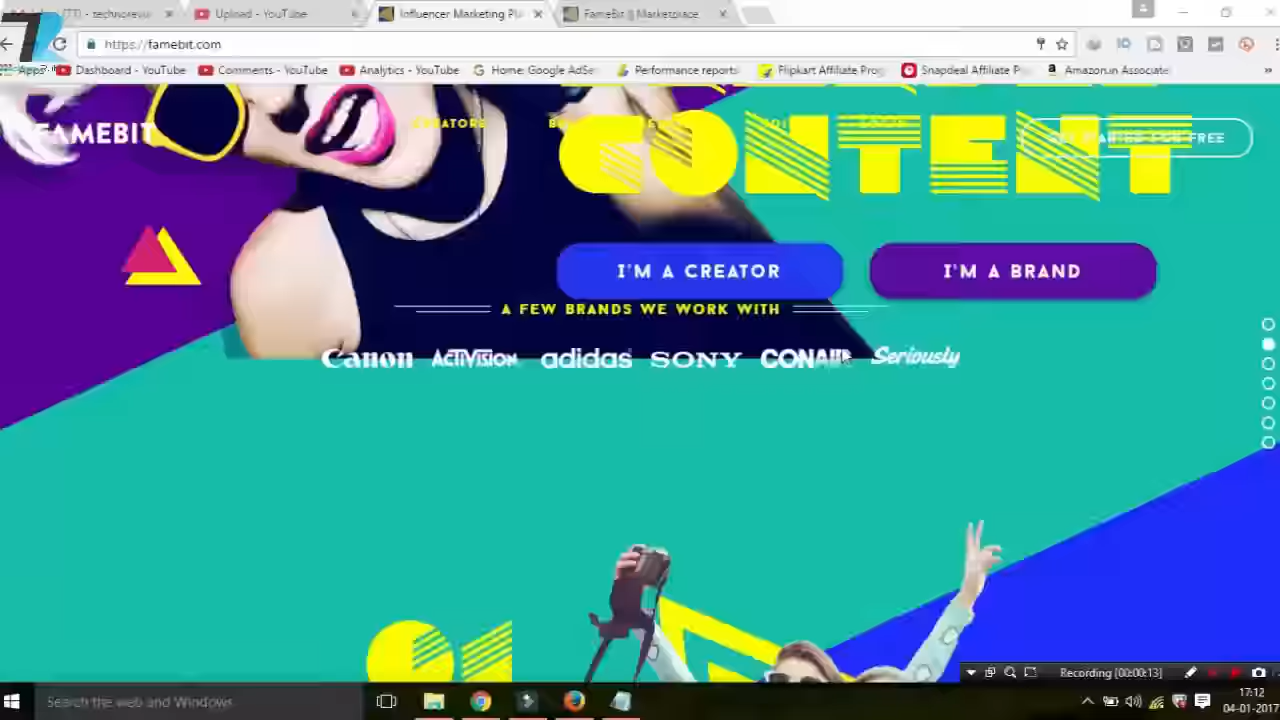 Upload - YouTube
Influencer Marketing Pl
FameBit || Marketplace
https://famebit.com
Apps
Dashboard - YouTube
Comments - YouTube
Analytics - YouTube
Home: Google AdSe
Performance reports
Flipkart Affiliate Prog
Snapdeal Affiliate P
Amazon.in Associate
FAMEBIT
CREATORS
CONTENT
I'M A CREATOR
I'M A BRAND
A FEW BRANDS WE WORK WITH
Canon ACTIVISION adidas SONY CONAIR Seriously
Recording [00:00:13]
Search the web and Windows
17:12
04-01-2017